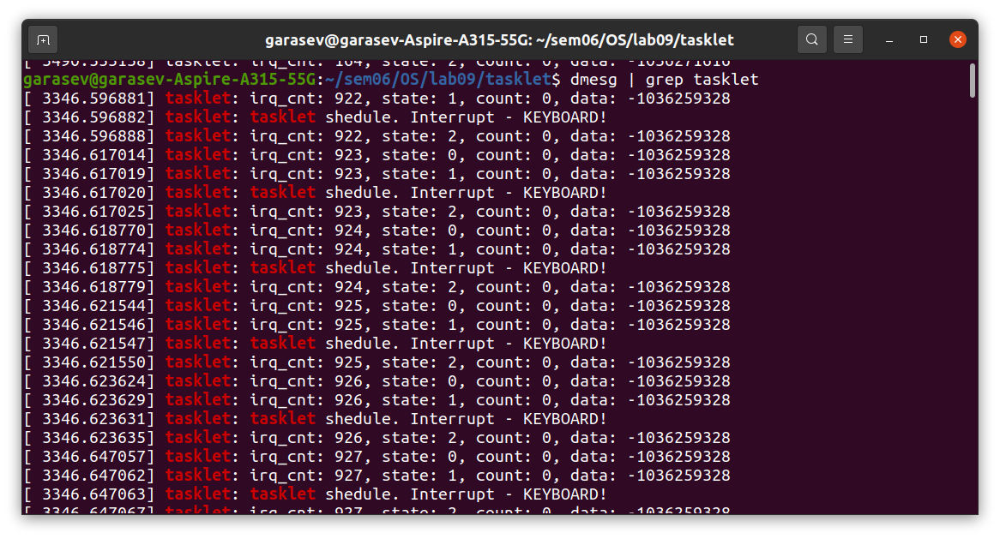 garasev@garasev-Aspire-A315-55G: ~/sem06/OS/lab09/tasklet
[ 3490.555158] tasklet: irq_cnt: 164, state: 2, count: 0, data: -1036271616
garasev@garasev-Aspire-A315-55G:~/sem06/OS/lab09/tasklet$ dmesg | grep tasklet
[ 3346.596881] tasklet: irq_cnt: 922, state: 1, count: 0, data: -1036259328
[ 3346.596882] tasklet: tasklet shedule. Interrupt - KEYBOARD!
[ 3346.596888] tasklet: irq_cnt: 922, state: 2, count: 0, data: -1036259328
[ 3346.617014] tasklet: irq_cnt: 923, state: 0, count: 0, data: -1036259328
[ 3346.617019] tasklet: irq_cnt: 923, state: 1, count: 0, data: -1036259328
[ 3346.617020] tasklet: tasklet shedule. Interrupt - KEYBOARD!
[ 3346.617025] tasklet: irq_cnt: 923, state: 2, count: 0, data: -1036259328
[ 3346.618770] tasklet: irq_cnt: 924, state: 0, count: 0, data: -1036259328
[ 3346.618774] tasklet: irq_cnt: 924, state: 1, count: 0, data: -1036259328
[ 3346.618775] tasklet: tasklet shedule. Interrupt - KEYBOARD!
[ 3346.618779] tasklet: irq_cnt: 924, state: 2, count: 0, data: -1036259328
[ 3346.621544] tasklet: irq_cnt: 925, state: 0, count: 0, data: -1036259328
[ 3346.621546] tasklet: irq_cnt: 925, state: 1, count: 0, data: -1036259328
[ 3346.621547] tasklet: tasklet shedule. Interrupt - KEYBOARD!
[ 3346.621550] tasklet: irq_cnt: 925, state: 2, count: 0, data: -1036259328
[ 3346.623624] tasklet: irq_cnt: 926, state: 0, count: 0, data: -1036259328
[ 3346.623629] tasklet: irq_cnt: 926, state: 1, count: 0, data: -1036259328
[ 3346.623631] tasklet: tasklet shedule. Interrupt - KEYBOARD!
[ 3346.623635] tasklet: irq_cnt: 926, state: 2, count: 0, data: -1036259328
[ 3346.647057] tasklet: irq_cnt: 927, state: 0, count: 0, data: -1036259328
[ 3346.647062] tasklet: irq_cnt: 927, state: 1, count: 0, data: -1036259328
[ 3346.647063] tasklet: tasklet shedule. Interrupt - KEYBOARD!
[ 3346.647067] tasklet: irq_cnt: 927, state: 2, count: 0, data: -1036259328